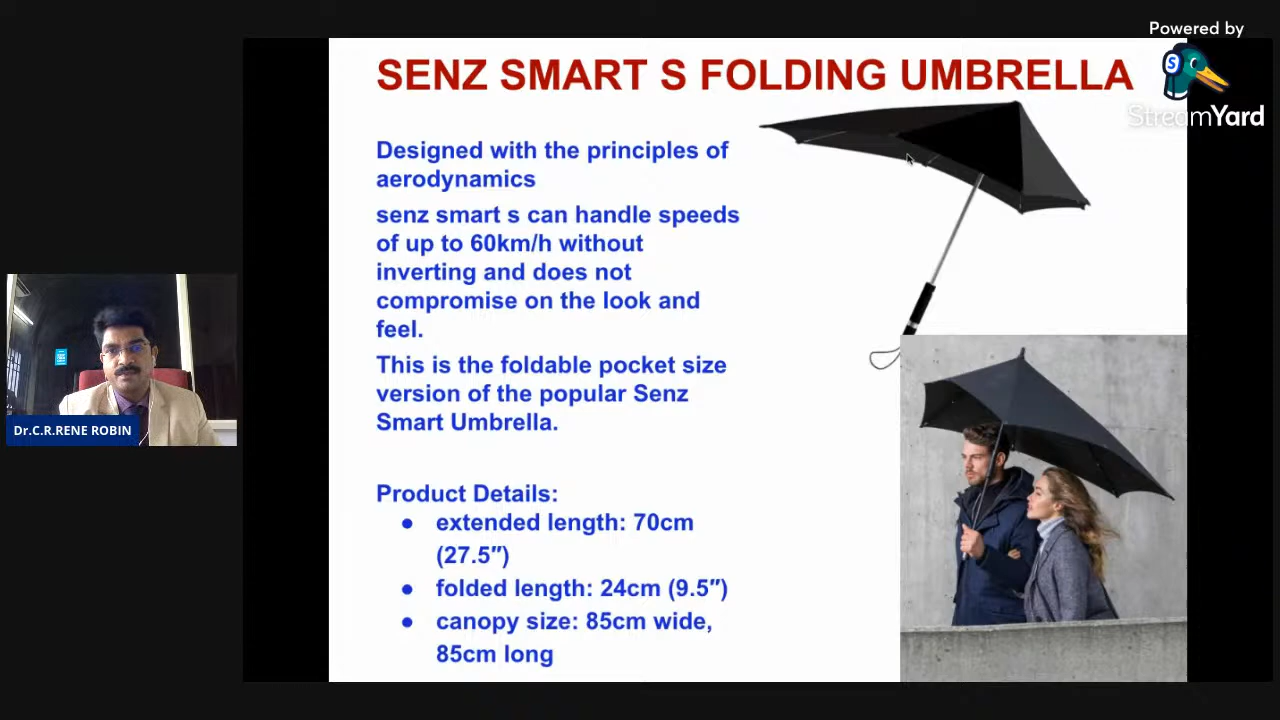 Powered by
StreamYard
SENZ SMART S FOLDING UMBRELLA
Designed with the principles of
aerodynamics
senz smart s can handle speeds
of up to 60km/h without
inverting and does not
compromise on the look and
feel.
This is the foldable pocket size
version of the popular Senz
Smart Umbrella.
Product Details:
● extended length: 70cm
(27.5″)
● folded length: 24cm (9.5″)
● canopy size: 85cm wide,
85cm long
Dr.C.R.RENE ROBIN
S